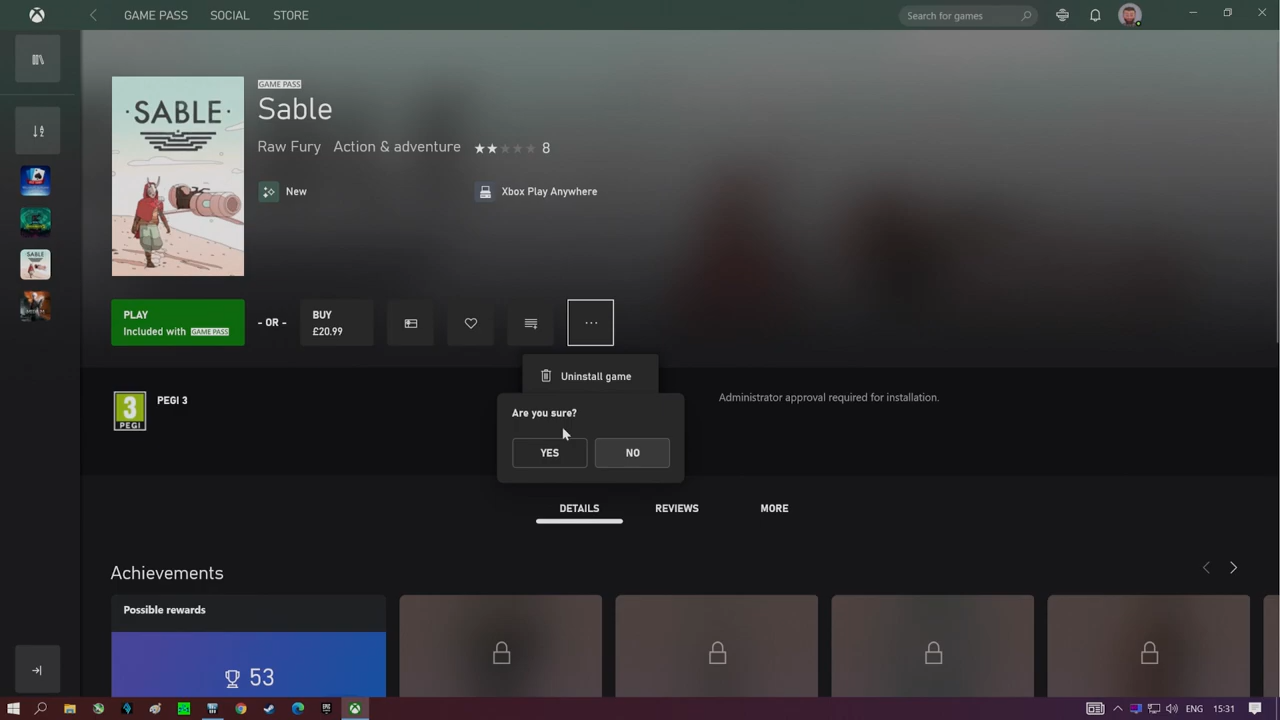 GAME PASS SOCIAL STORE Search for games
GAME PASS
Sable
·SABLE·
Raw Fury Action & adventure 8
New Xbox Play Anywhere
PLAY
Included with GAME PASS
- OR -
BUY
£20.99
Uninstall game
3
PEGI
PEGI 3
Administrator approval required for installation.
Are you sure?
YES NO
DETAILS REVIEWS MORE
Achievements
Possible rewards
53
ENG 15:31